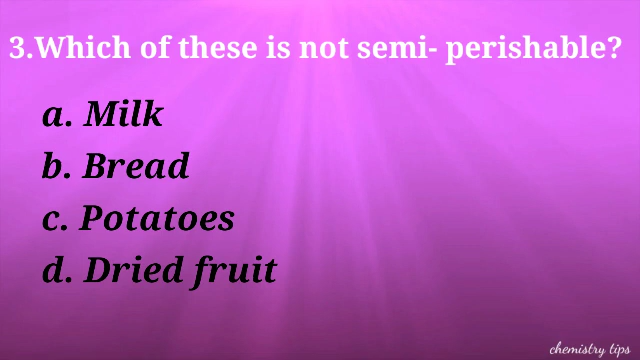 3.Which of these is not semi- perishable?
a. Milk
b. Bread
c. Potatoes
d. Dried fruit
chemistry tips